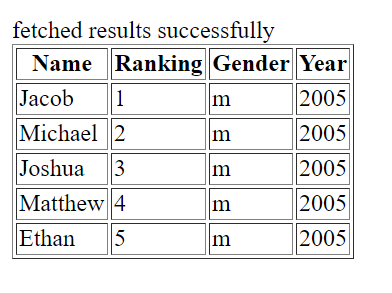 fetched results successfully
Name Ranking Gender Year
Jacob 1 m 2005
Michael 2 m 2005
Joshua 3 m 2005
Matthew 4 m 2005
Ethan 5 m 2005